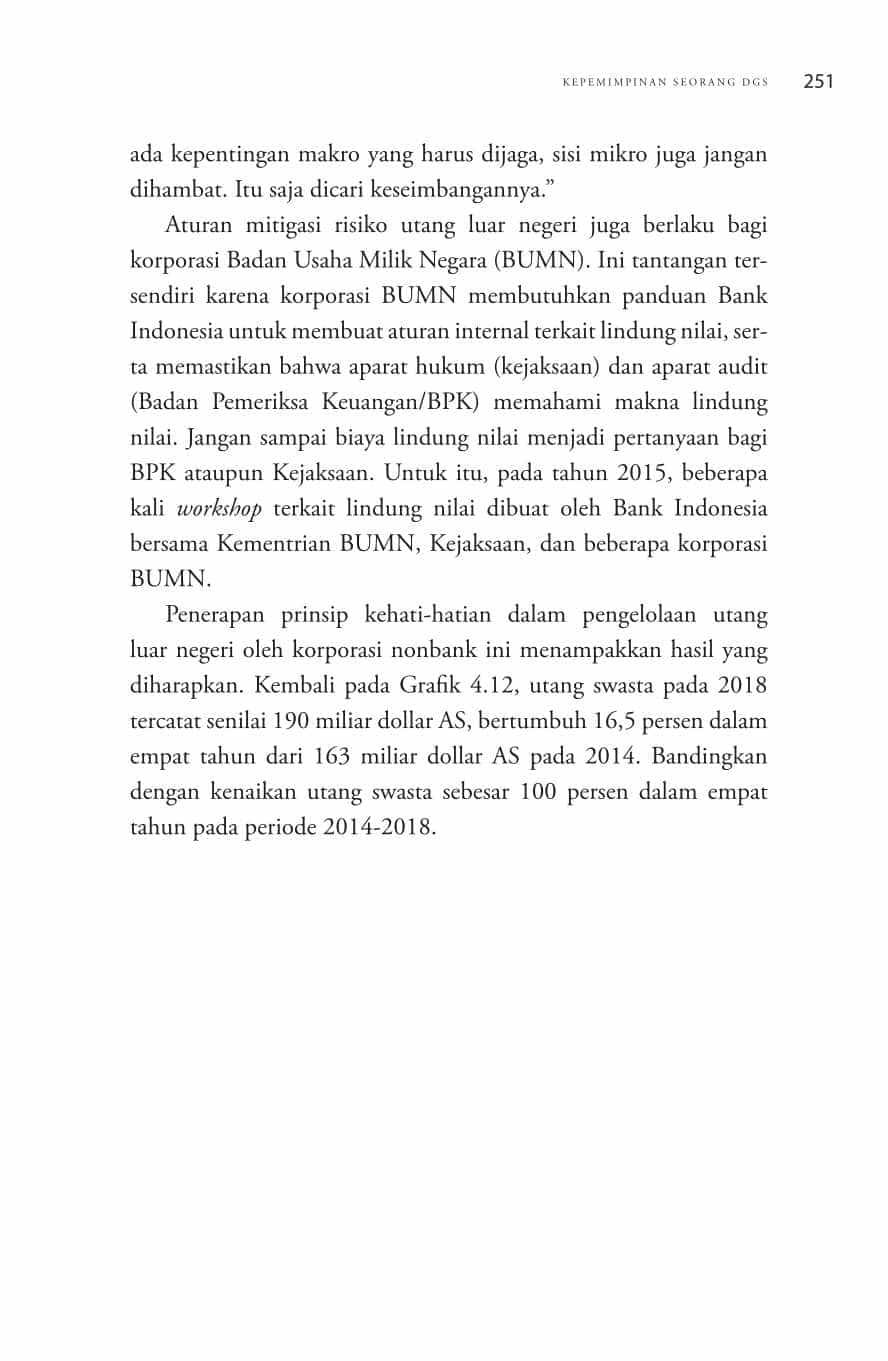 KEPEMIMPINAN SEORANG DGS 251
ada kepentingan makro yang harus dijaga, sisi mikro juga jangan
dihambat. Itu saja dicari keseimbangannya.”
Aturan mitigasi risiko utang luar negeri juga berlaku bagi
korporasi Badan Usaha Milik Negara (BUMN). Ini tantangan ter-
sendiri karena korporasi BUMN membutuhkan panduan Bank
Indonesia untuk membuat aturan internal terkait lindung nilai, ser-
ta memastikan bahwa aparat hukum (kejaksaan) dan aparat audit
(Badan Pemeriksa Keuangan/BPK) memahami makna lindung
nilai. Jangan sampai biaya lindung nilai menjadi pertanyaan bagi
BPK ataupun Kejaksaan. Untuk itu, pada tahun 2015, beberapa
kali workshop terkait lindung nilai dibuat oleh Bank Indonesia
bersama Kementrian BUMN, Kejaksaan, dan beberapa korporasi
BUMN.
Penerapan prinsip kehati-hatian dalam pengelolaan utang
luar negeri oleh korporasi nonbank ini menampakkan hasil yang
diharapkan. Kembali pada Grafik 4.12, utang swasta pada 2018
tercatat senilai 190 miliar dollar AS, bertumbuh 16,5 persen dalam
empat tahun dari 163 miliar dollar AS pada 2014. Bandingkan
dengan kenaikan utang swasta sebesar 100 persen dalam empat
tahun pada periode 2014-2018.